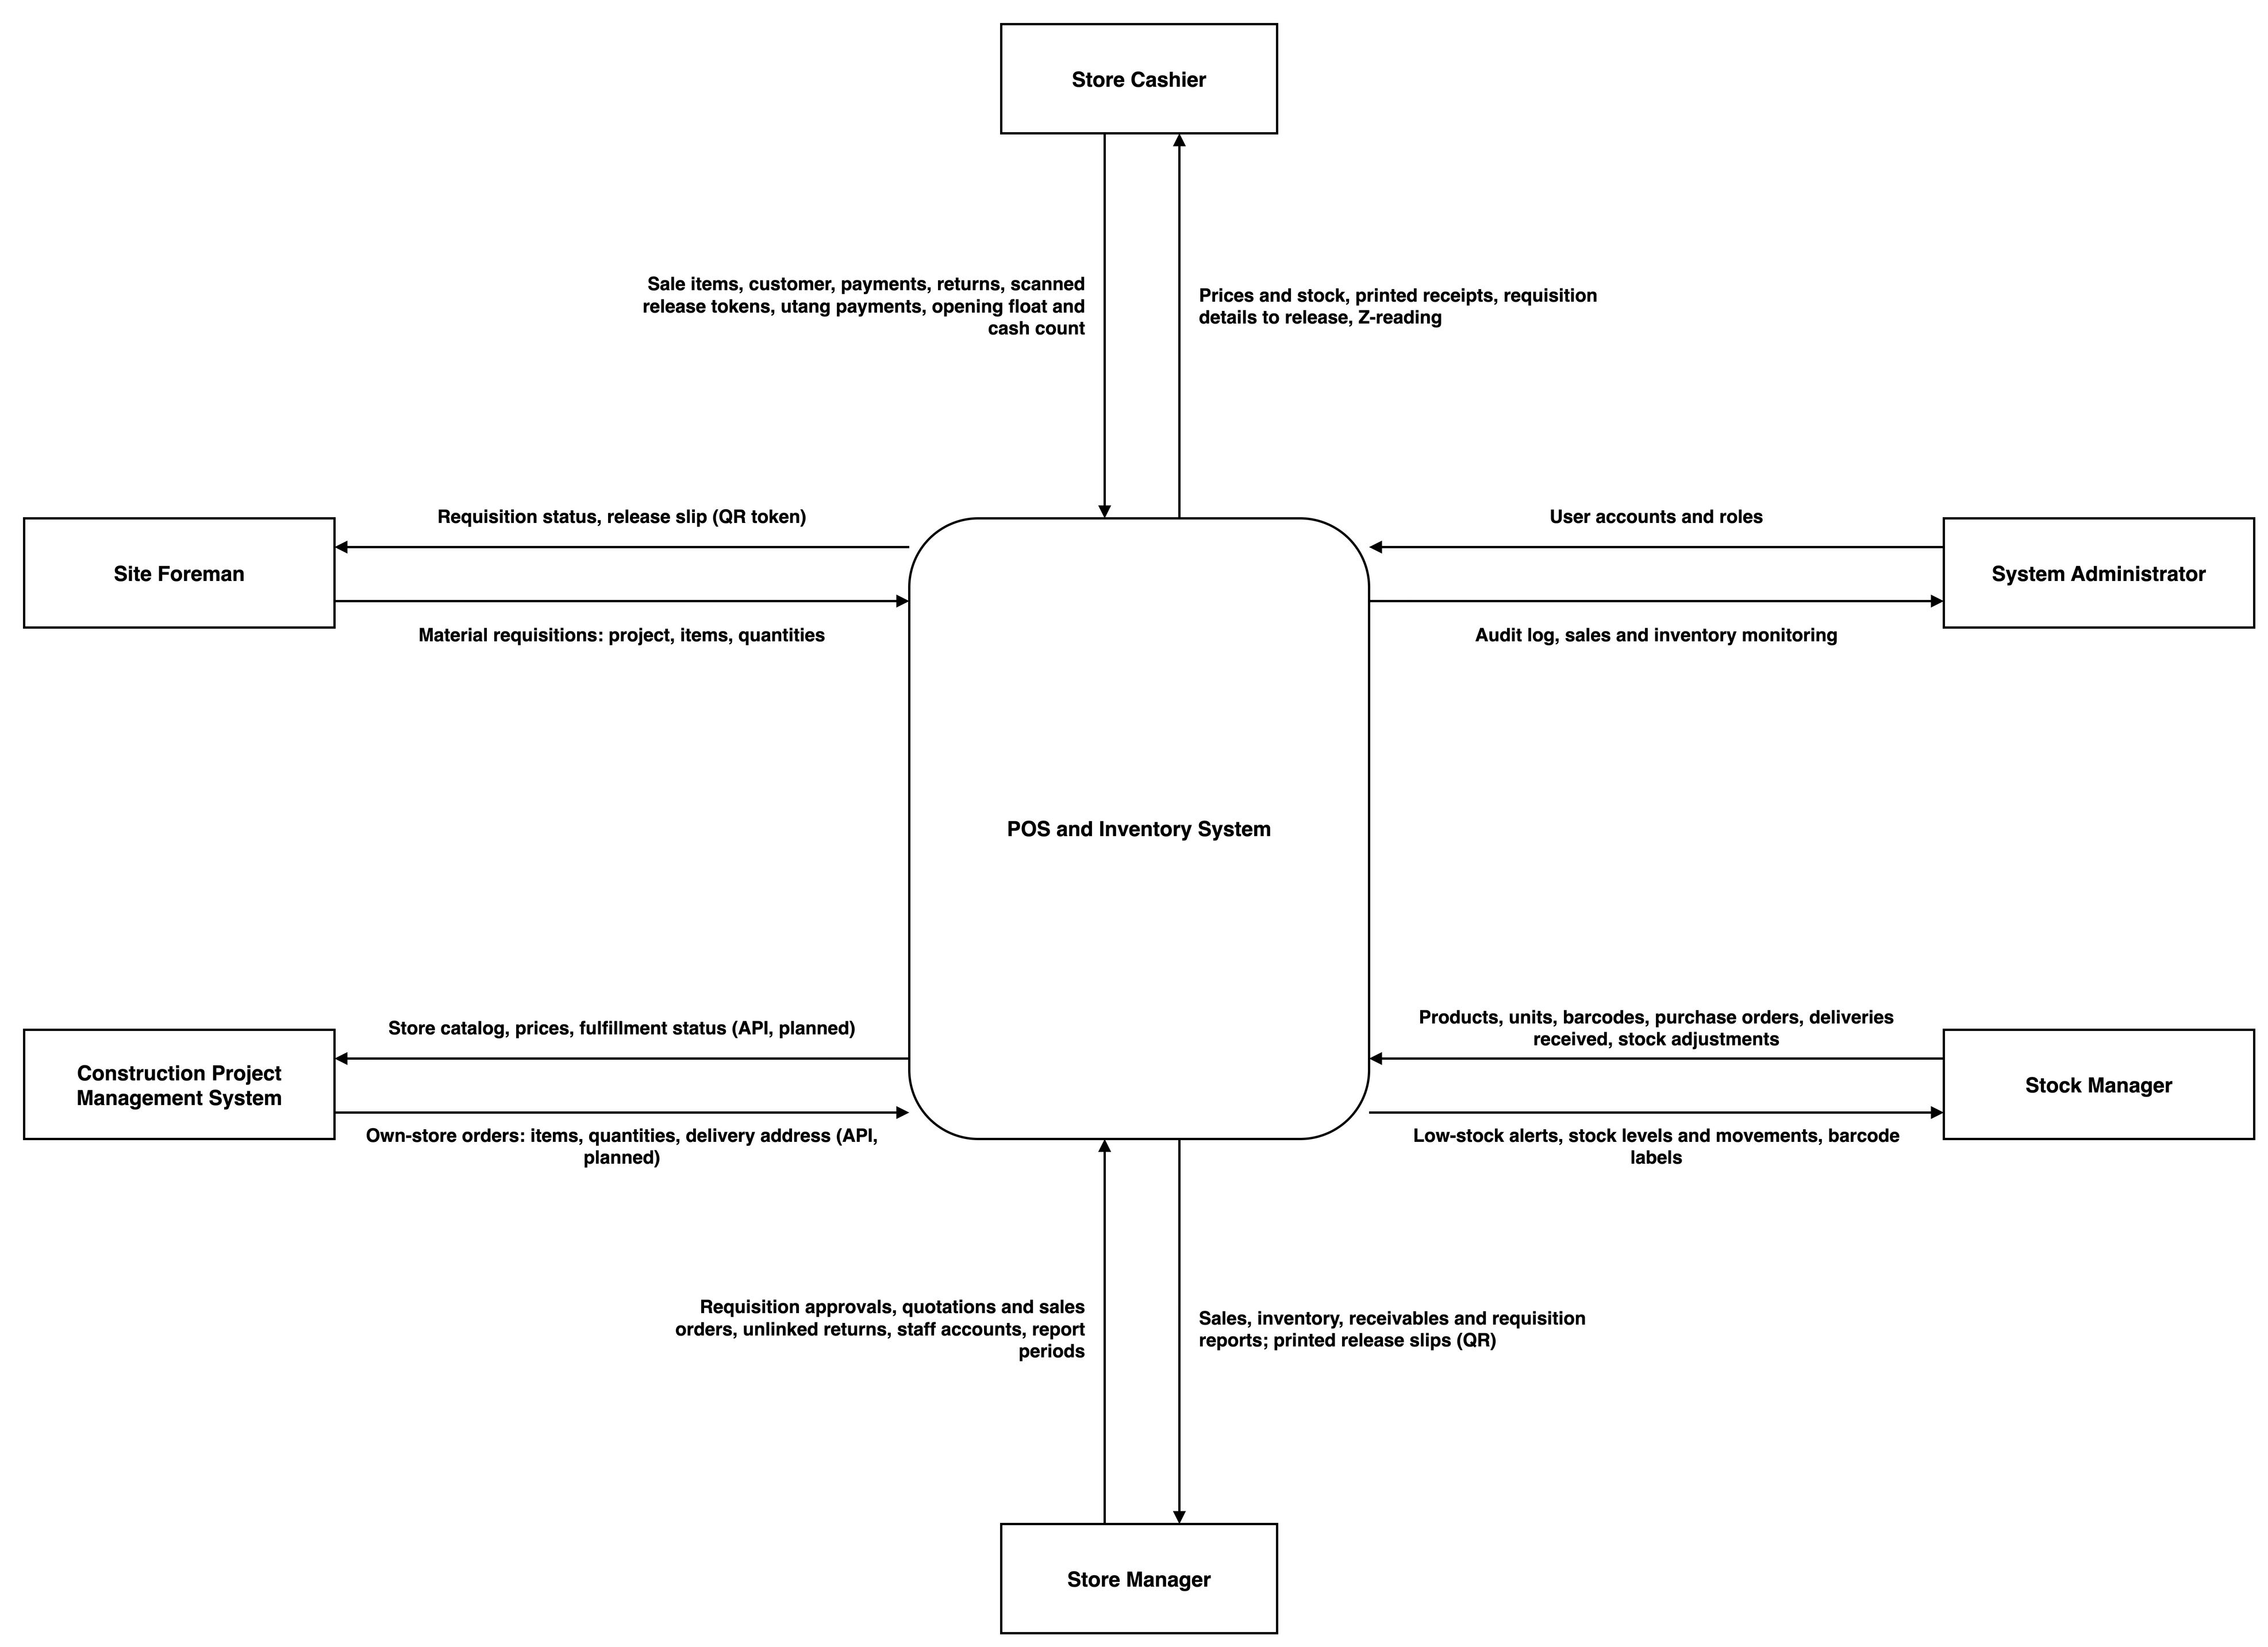 Store Cashier
Sale items, customer, payments, returns, scanned
release tokens, utang payments, opening float and
cash count
Prices and stock, printed receipts, requisition
details to release, Z-reading
Requisition status, release slip (QR token)
User accounts and roles
Site Foreman
System Administrator
Material requisitions: project, items, quantities
Audit log, sales and inventory monitoring
POS and Inventory System
Store catalog, prices, fulfillment status (API, planned)
Products, units, barcodes, purchase orders, deliveries
received, stock adjustments
Construction Project
Management System
Stock Manager
Own-store orders: items, quantities, delivery address (API,
planned)
Low-stock alerts, stock levels and movements, barcode
labels
Requisition approvals, quotations and sales
orders, unlinked returns, staff accounts, report
periods
Sales, inventory, receivables and requisition
reports; printed release slips (QR)
Store Manager